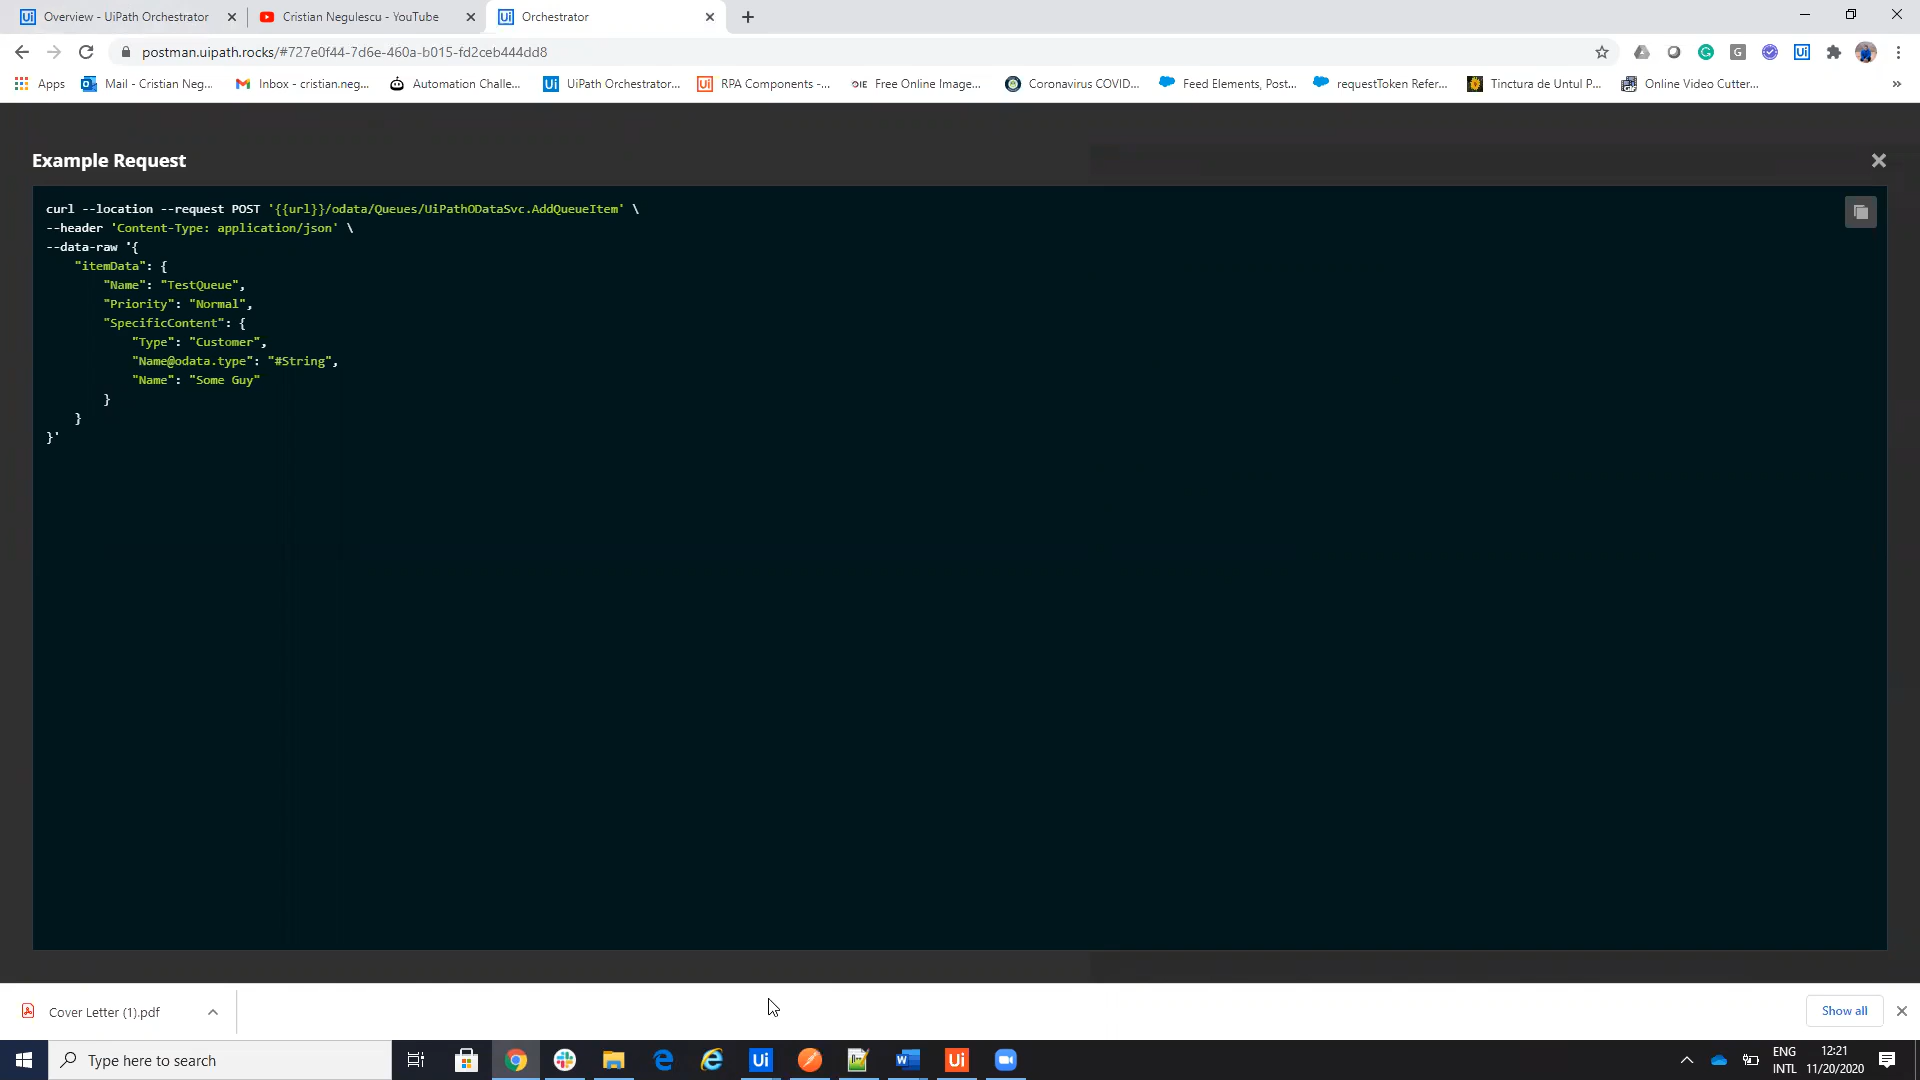 Overview - UiPath Orchestrator
Cristian Negulescu - YouTube
Orchestrator
postman.uipath.rocks/#727e0f44-7d6e-460a-b015-fd2ceb444dd8
Apps
Mail - Cristian Neg...
Inbox - cristian.neg...
Automation Challe...
UiPath Orchestrator...
RPA Components -...
Free Online Image...
Coronavirus COVID...
Feed Elements, Post...
requestToken Refer...
Tinctura de Untul P...
Online Video Cutter...
Example Request
curl --location --request POST '{{url}}/odata/Queues/UiPathODataSvc.AddQueueItem' \
--header 'Content-Type: application/json' \
--data-raw '{
"itemData": {
"Name": "TestQueue",
"Priority": "Normal",
"SpecificContent": {
"Type": "Customer",
"Name@odata.type": "#String",
"Name": "Some Guy"
}
}
}'
Cover Letter (1).pdf
Show all
Type here to search
ENG
INTL
12:21
11/20/2020